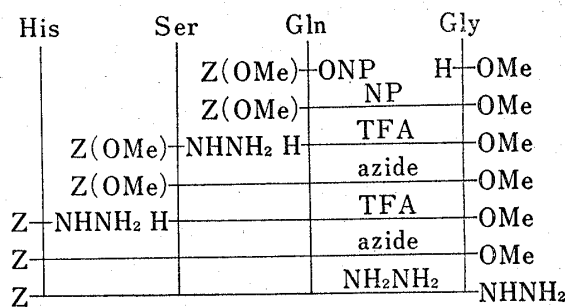 His Ser Gln Gly
Z(OMe) ONP H OMe
NP
Z(OMe) OMe
TFA
Z(OMe) NHNH₂ H OMe
azide
Z(OMe) OMe
TFA
Z NHNH₂ H OMe
azide
Z OMe
NH₂NH₂
Z NHNH₂